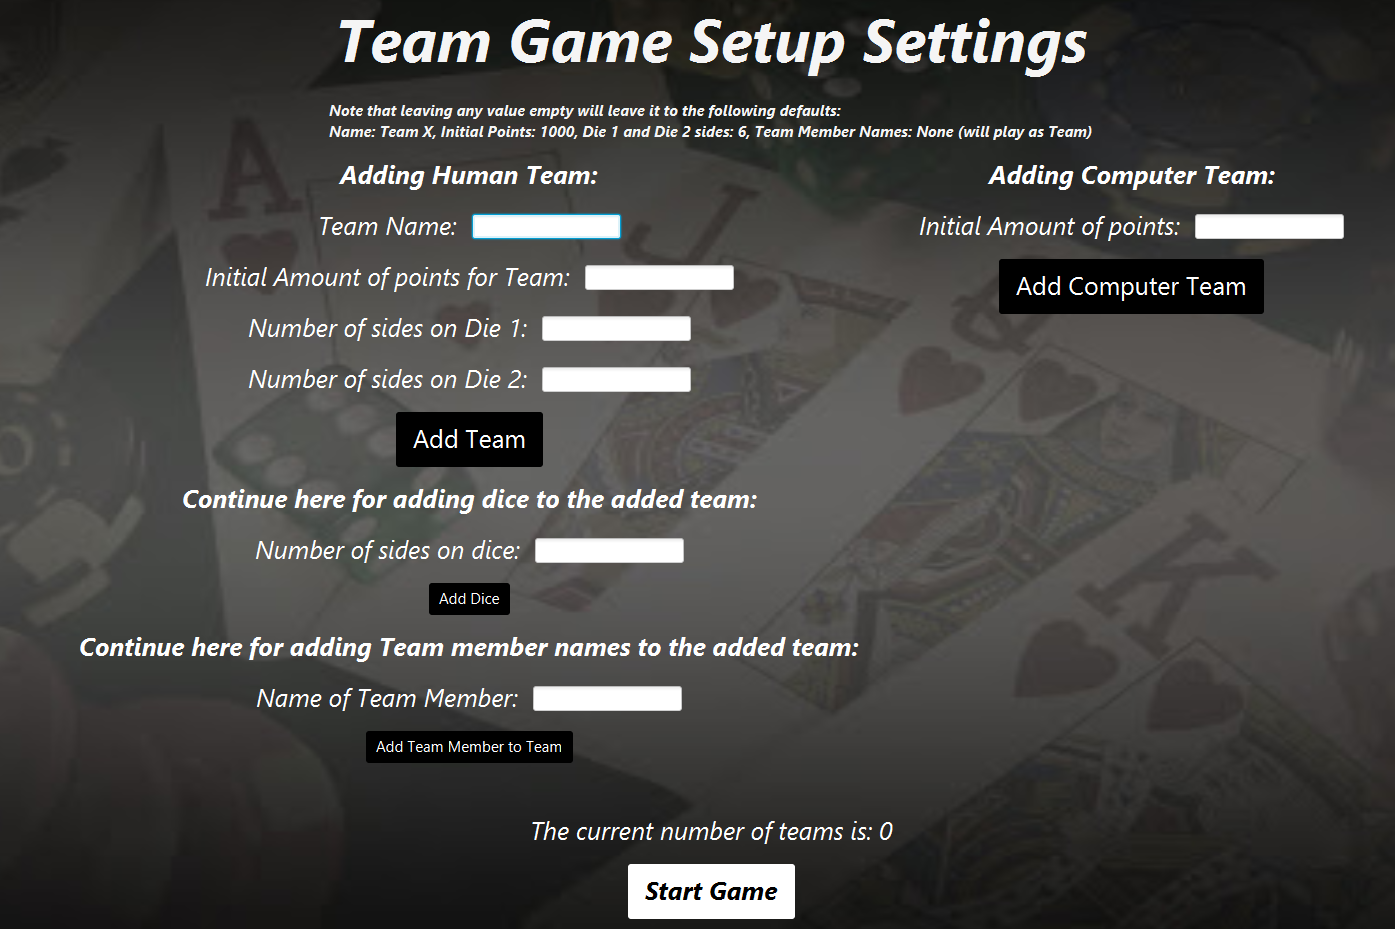 Team Game Setup Settings
Note that leaving any value empty will leave it to the following defaults:
Name: Team X, Initial Points: 1000, Die 1 and Die 2 sides: 6, Team Member Names: None (will play as Team)
Adding Human Team:
Team Name:
Initial Amount of points for Team:
Number of sides on Die 1:
Number of sides on Die 2:
Add Team
Continue here for adding dice to the added team:
Number of sides on dice:
Add Dice
Continue here for adding Team member names to the added team:
Name of Team Member:
Add Team Member to Team
Adding Computer Team:
Initial Amount of points:
Add Computer Team
The current number of teams is: 0
Start Game
A
J
Q
K